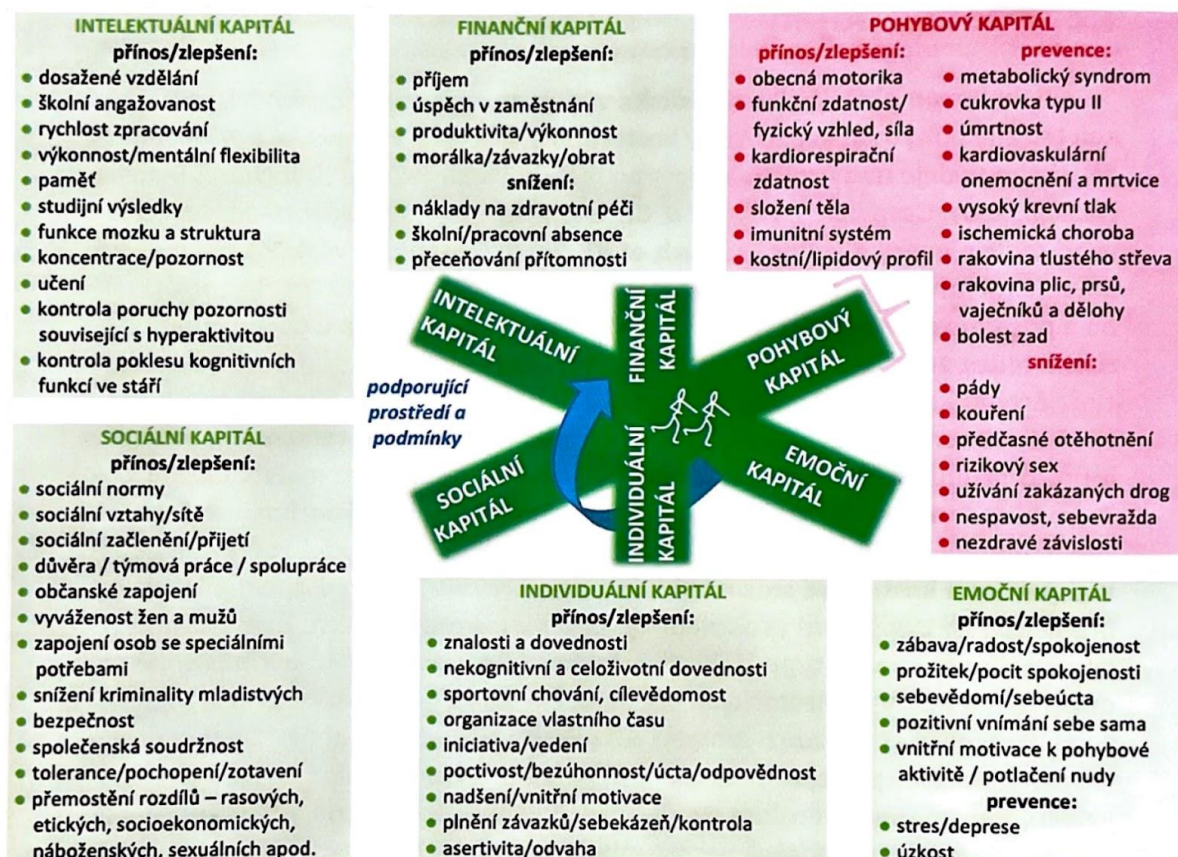 INTELEKTUÁLNÍ KAPITÁL
přínos/zlepšení:
• dosažené vzdělání
• školní angažovanost
• rychlost zpracování
• výkonnost/mentální flexibilita
• paměť
• studijní výsledky
• funkce mozku a struktura
• koncentrace/pozornost
• učení
• kontrola poruchy pozornosti
související s hyperaktivitou
• kontrola poklesu kognitivních
funkcí ve stáří
FINANČNÍ KAPITÁL
přínos/zlepšení:
• příjem
• úspěch v zaměstnání
• produktivita/výkonnost
• morálka/závazky/obrat
snížení:
• náklady na zdravotní péči
• školní/pracovní absence
• přeceňování přítomnosti
POHYBOVÝ KAPITÁL
přínos/zlepšení:
• obecná motorika
• funkční zdatnost/
fyzický vzhled, síla
• kardiorespirační
zdatnost
• složení těla
• imunitní systém
• kostní/lipidový profil
prevence:
• metabolický syndrom
• cukrovka typu II
• úmrtnost
• kardiovaskulární
onemocnění a mrtvice
• vysoký krevní tlak
• ischemická choroba
• rakovina tlustého střeva
• rakovina plic, prsů,
vaječníků a dělohy
• bolest zad
snížení:
• pády
• kouření
• předčasné otěhotnění
• rizikový sex
• užívání zakázaných drog
• nespavost, sebevražda
• nezdravé závislosti
INTELEKTUÁLNÍ
KAPITÁL
FINANČNÍ
KAPITÁL
POHYBOVÝ
KAPITÁL
podporující
prostředí a
podmínky
SOCIÁLNÍ
KAPITÁL
INDIVIDUÁLNÍ
KAPITÁL
EMOČNÍ
KAPITÁL
SOCIÁLNÍ KAPITÁL
přínos/zlepšení:
• sociální normy
• sociální vztahy/sítě
• sociální začlenění/přijetí
• důvěra / týmová práce / spolupráce
• občanské zapojení
• vyváženost žen a mužů
• zapojení osob se speciálními
potřebami
• snížení kriminality mladistvých
• bezpečnost
• společenská soudržnost
• tolerance/pochopení/zotavení
• přemostění rozdílů – rasových,
etických, socioekonomických,
náboženských, sexuálních apod.
INDIVIDUÁLNÍ KAPITÁL
přínos/zlepšení:
• znalosti a dovednosti
• nekognitivní a celoživotní dovednosti
• sportovní chování, cílevědomost
• organizace vlastního času
• iniciativa/vedení
• poctivost/bezúhonnost/úcta/odpovědnost
• nadšení/vnitřní motivace
• plnění závazků/sebekázeň/kontrola
• asertivita/odvaha
EMOČNÍ KAPITÁL
přínos/zlepšení:
• zábava/radost/spokojenost
• prožitek/pocit spokojenosti
• sebevědomí/sebeúcta
• pozitivní vnímání sebe sama
• vnitřní motivace k pohybové
aktivitě / potlačení nudy
prevence:
• stres/deprese
• úzkost